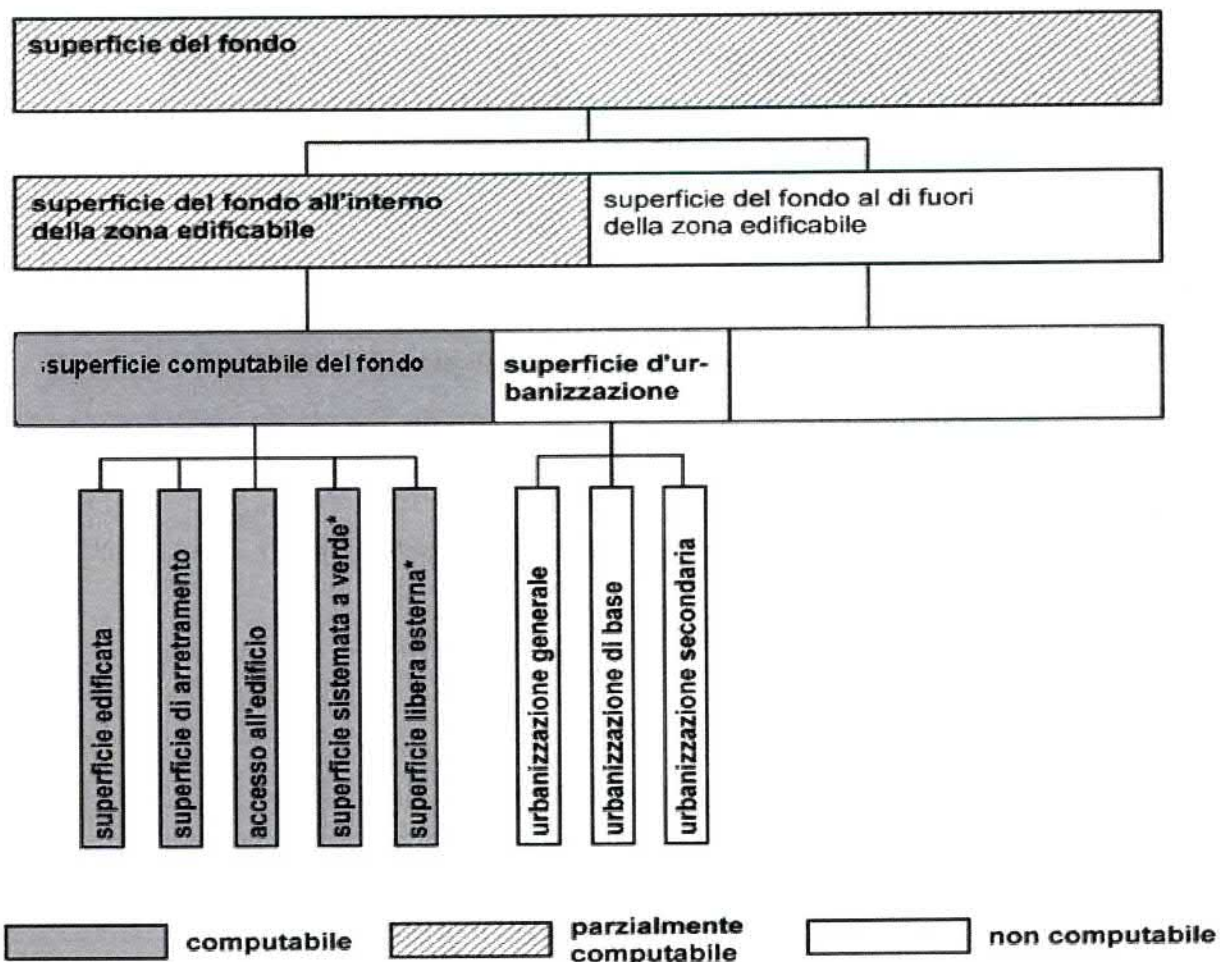 superficie del fondo
superficie del fondo all'interno
della zona edificabile
superficie del fondo al di fuori
della zona edificabile
superficie computabile del fondo
superficie d'ur-
banizzazione
superficie edificata
superficie di arretramento
accesso all'edificio
superficie sistemata a verde*
superficie libera esterna*
urbanizzazione generale
urbanizzazione di base
urbanizzazione secondaria
computabile
parzialmente
computabile
non computabile